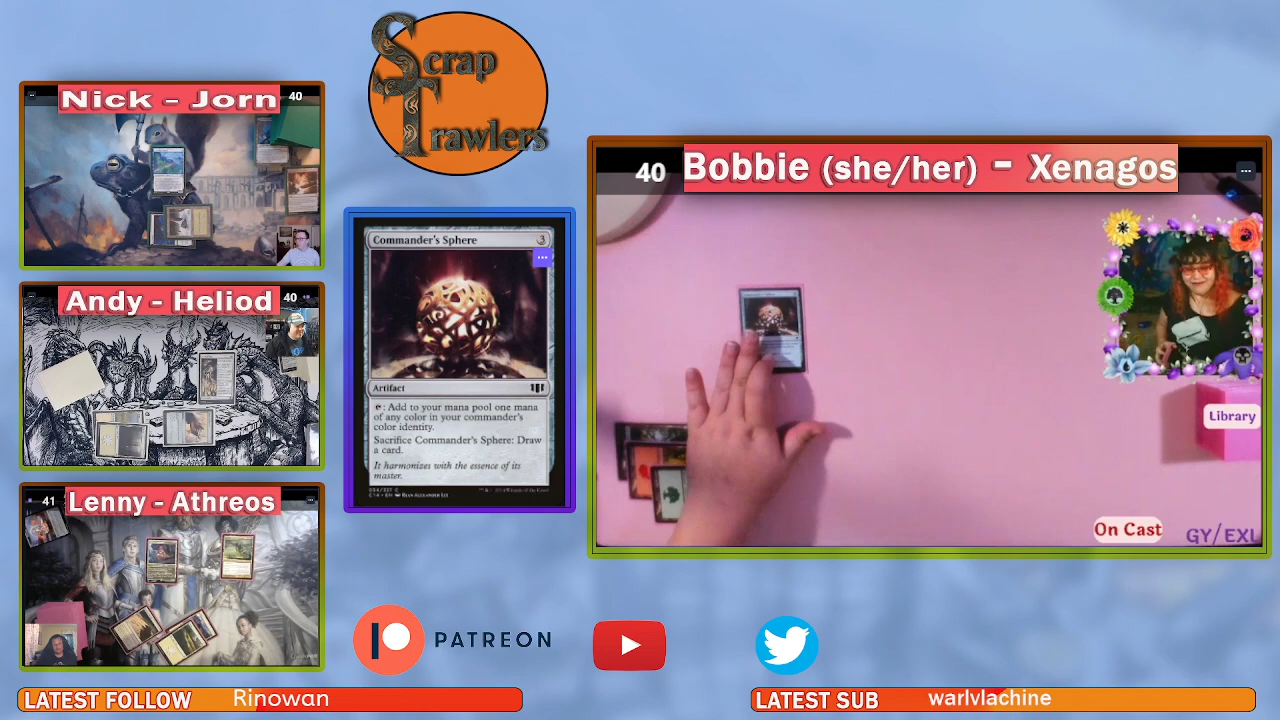 Nick - Jorn
40
Scrap
Trawlers
40
Bobbie (she/her) - Xenagos
Commander's Sphere
3
Artifact
: Add to your mana pool one mana
of any color in your commander's
color identity.
Sacrifice Commander's Sphere: Draw
a card.
It harmonizes with the essence of its
master.
Andy - Heliod
40
Library
41
Lenny - Athreos
On Cast
GY/EXL
PATREON
LATEST FOLLOW
Rinowan
LATEST SUB
warlvlachine